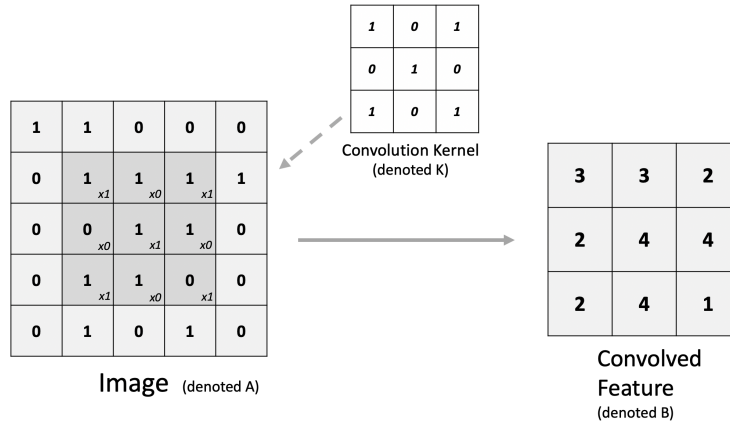 1 0 1
0 1 0
1 0 1
Convolution Kernel
(denoted K)
1 1 0 0 0
0 1 x1 1 x0 1 x1 1
0 0 x0 1 x1 1 x0 0
0 1 x1 1 x0 0 x1 0
0 1 0 1 0
Image (denoted A)
3 3 2
2 4 4
2 4 1
Convolved
Feature
(denoted B)